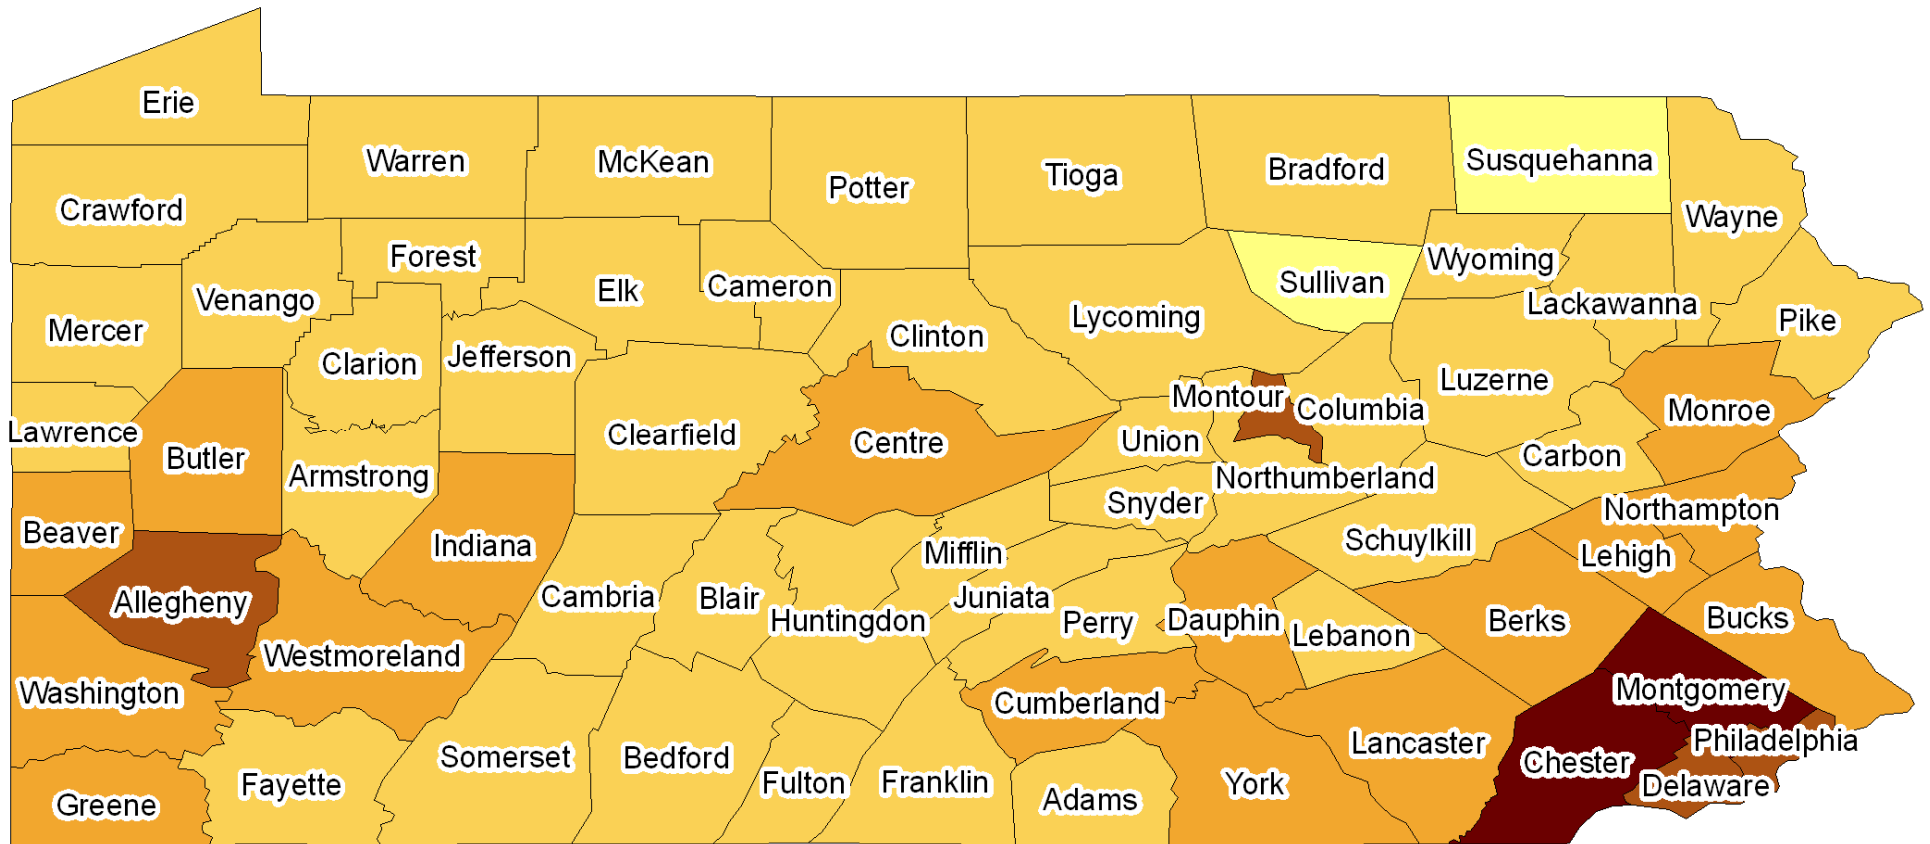 Erie
Warren
McKean
Potter
Tioga
Bradford
Susquehanna
Crawford
Wayne
Forest
Wyoming
Venango
Elk
Cameron
Sullivan
Lackawanna
Mercer
Lycoming
Pike
Clarion
Jefferson
Clinton
Luzerne
Montour
Columbia
Monroe
Lawrence
Butler
Clearfield
Centre
Union
Carbon
Armstrong
Northumberland
Snyder
Northampton
Beaver
Indiana
Mifflin
Schuylkill
Lehigh
Allegheny
Cambria
Blair
Huntingdon
Juniata
Perry
Dauphin
Lebanon
Berks
Bucks
Westmoreland
Washington
Cumberland
Montgomery
Somerset
Bedford
Lancaster
Philadelphia
Chester
Greene
Fayette
Fulton
Franklin
Adams
York
Delaware